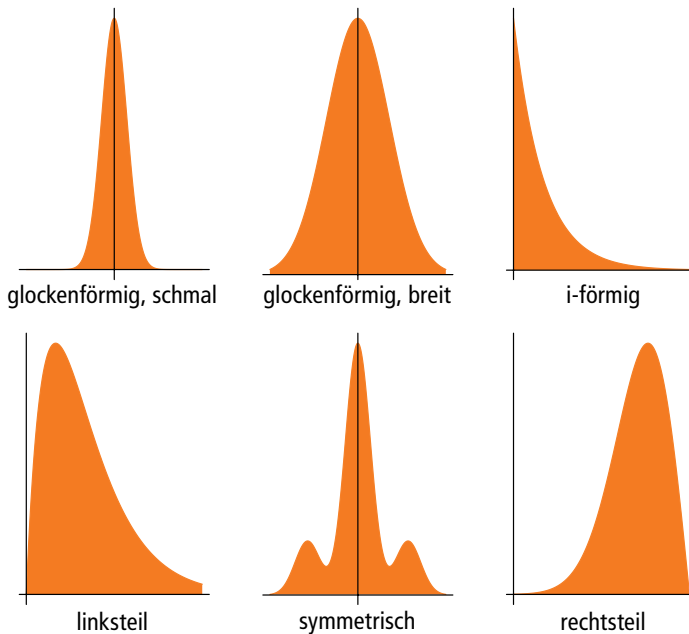 glockenförmig, schmal
glockenförmig, breit
i-förmig
linksteil
symmetrisch
rechtsteil